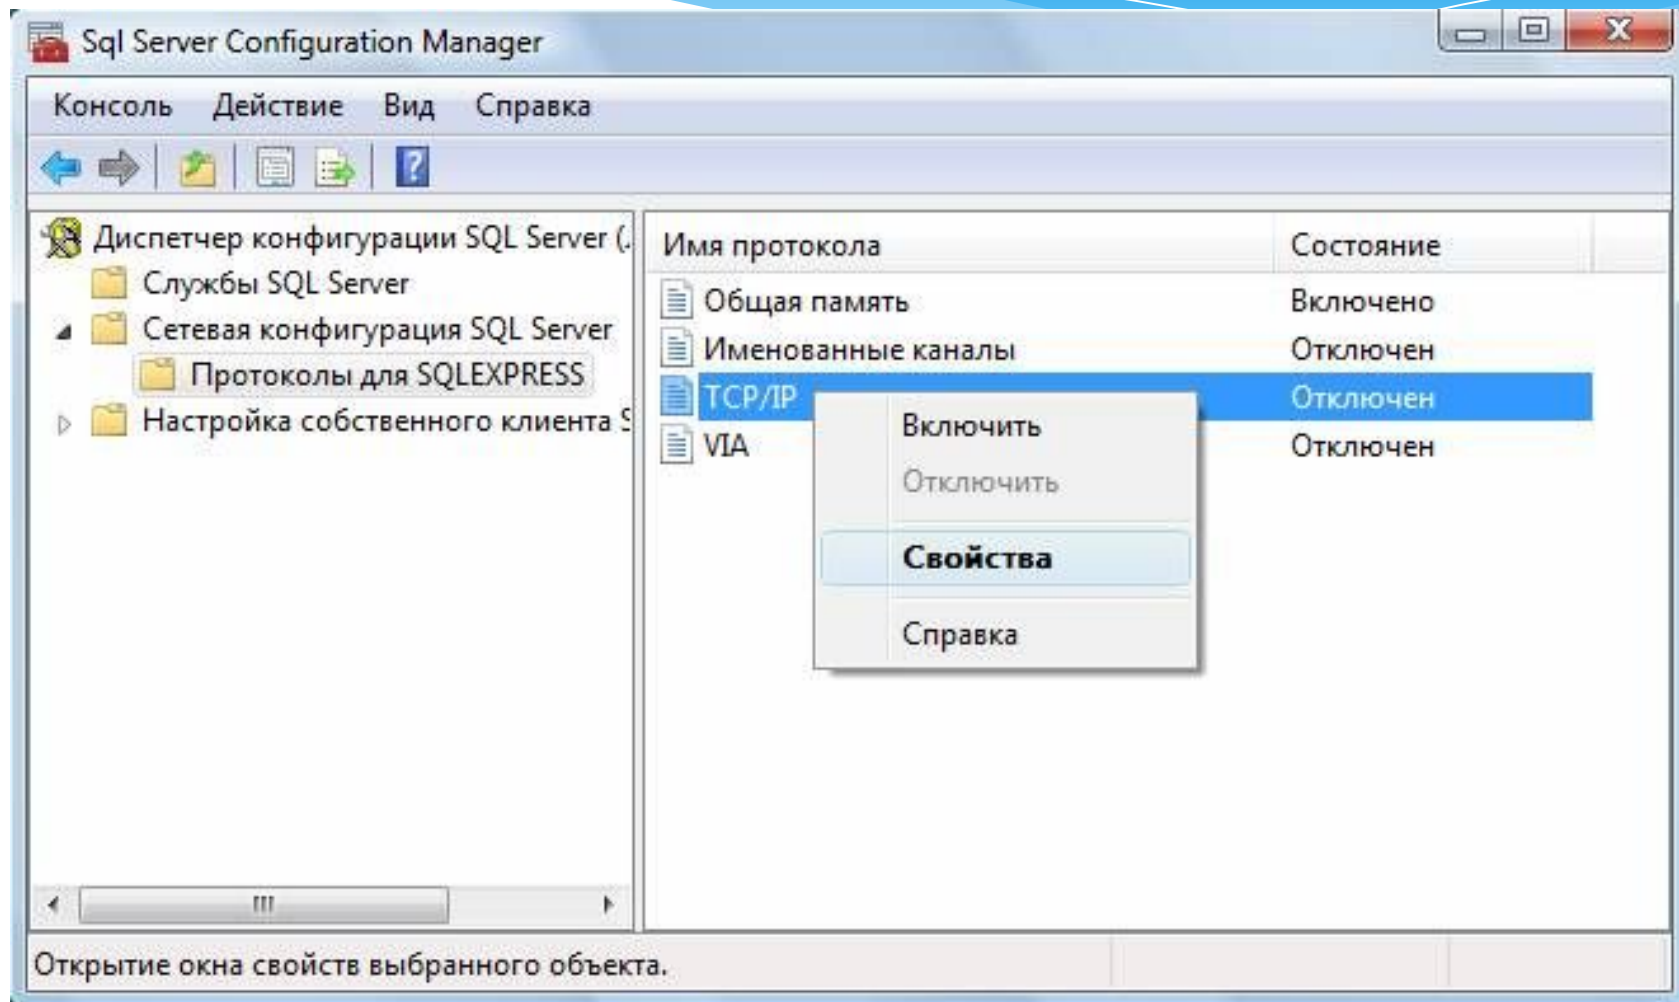 Sql Server Configuration Manager
Консоль Действие Вид Справка
Диспетчер конфигурации SQL Server (.
Службы SQL Server
Сетевая конфигурация SQL Server
Протоколы для SQLEXPRESS
Настройка собственного клиента S
Имя протокола Состояние
Общая память Включено
Именованные каналы Отключен
TCP/IP Отключен
VIA Отключен
Включить
Отключить
Свойства
Справка
Открытие окна свойств выбранного объекта.